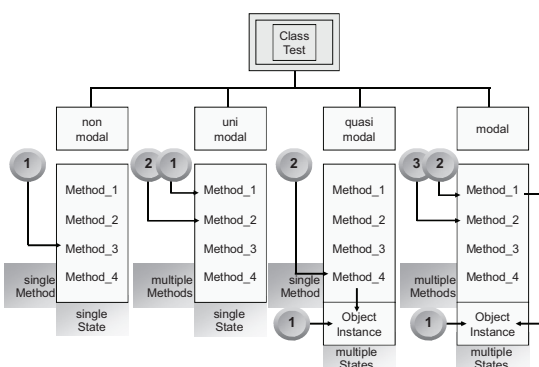 Class
Test
non
modal
uni
modal
quasi
modal
modal
1
2
1
2
3
2
Method_1
Method_2
Method_3
Method_4
Method_1
Method_2
Method_3
Method_4
Method_1
Method_2
Method_3
Method_4
Method_1
Method_2
Method_3
Method_4
single
Method
multiple
Methods
single
Method
multiple
Methods
single
State
single
State
1
Object
Instance
1
Object
Instance
multiple
States
multiple
States